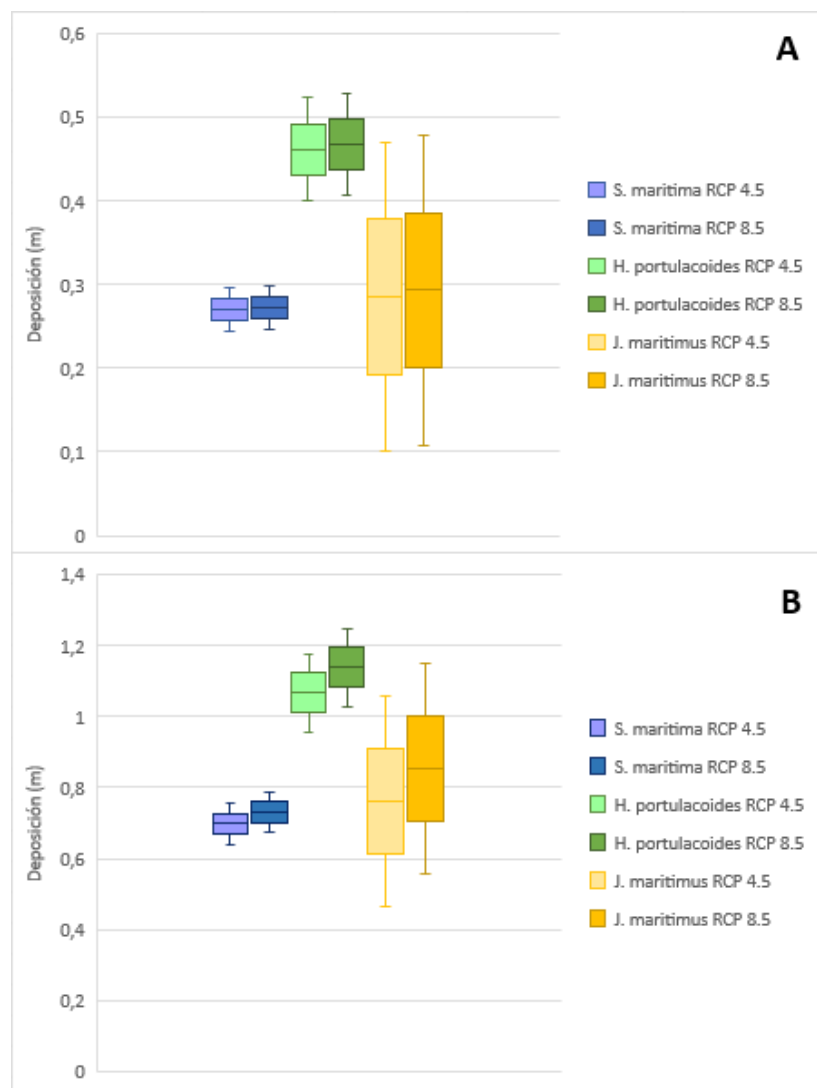 A
0,6
0,5
0,4
0,3
0,2
0,1
0
Deposición (m)
S. maritima RCP 4.5
S. maritima RCP 8.5
H. portulacoides RCP 4.5
H. portulacoides RCP 8.5
J. maritimus RCP 4.5
J. maritimus RCP 8.5
B
1,4
1,2
1
0,8
0,6
0,4
0,2
0
Deposición (m)
S. maritima RCP 4.5
S. maritima RCP 8.5
H. portulacoides RCP 4.5
H. portulacoides RCP 8.5
J. maritimus RCP 4.5
J. maritimus RCP 8.5